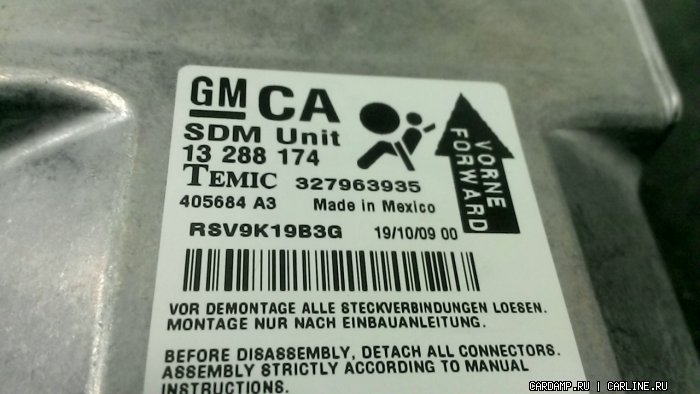 GM CA
SDM Unit
13 288 174
TEMIC 327963935
405684 A3 Made in Mexico
RSV9K19B3G 19/10/09 00
VORNE
FORWARD
VOR DEMONTAGE ALLE STECKVERBINDUNGEN LOESEN.
MONTAGE NUR NACH EINBAUANLEITUNG.
BEFORE DISASSEMBLY, DETACH ALL CONNECTORS.
ASSEMBLY STRICTLY ACCORDING TO MANUAL
INSTRUCTIONS.
CARDAMP.RU | CARLINE.RU